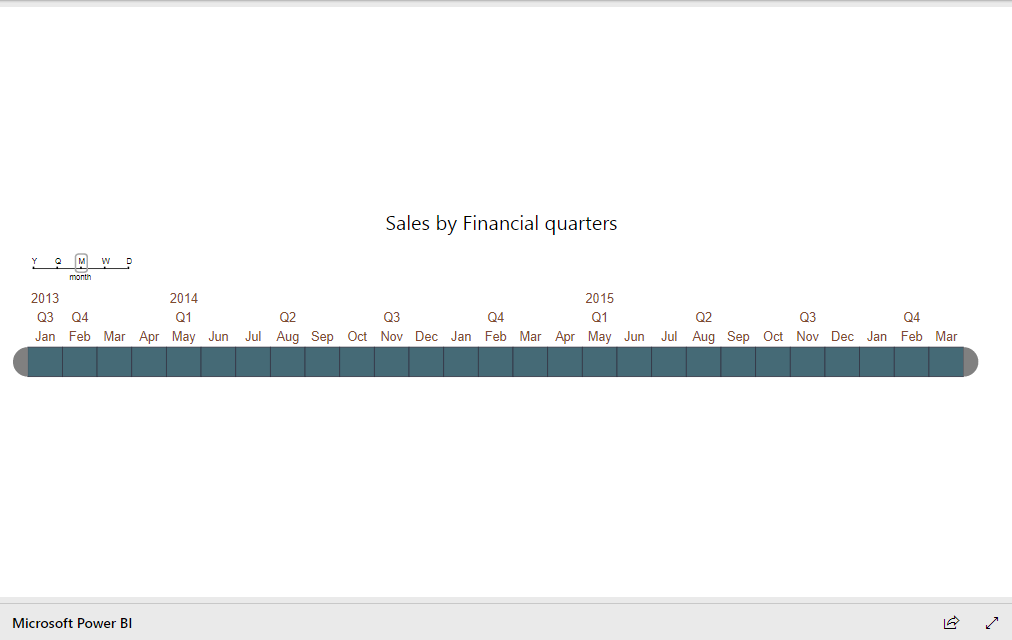 Sales by Financial quarters
Y Q M W D
month
2013 2014 2015
Q3 Q4 Q1 Q2 Q3 Q4 Q1 Q2 Q3 Q4
Jan Feb Mar Apr May Jun Jul Aug Sep Oct Nov Dec Jan Feb Mar Apr May Jun Jul Aug Sep Oct Nov Dec Jan Feb Mar
Microsoft Power BI